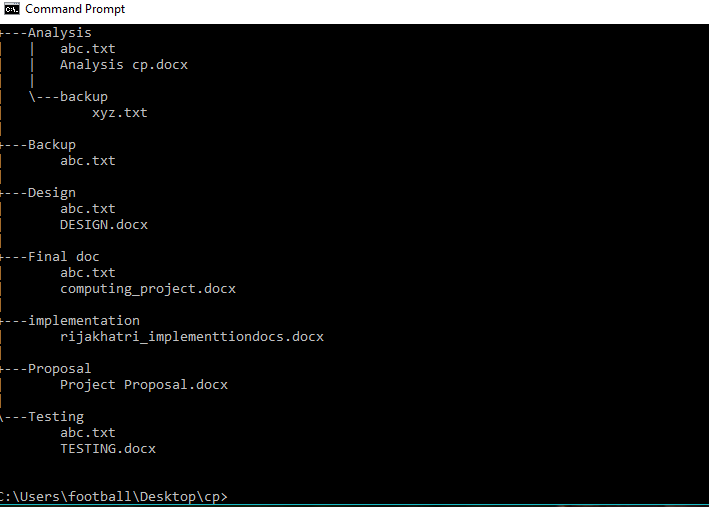 Command Prompt
+---Analysis
|   |   abc.txt
|   |   Analysis cp.docx
|   |
|   \---backup
|           xyz.txt
|
+---Backup
|       abc.txt
|
+---Design
|       abc.txt
|       DESIGN.docx
|
+---Final doc
|       abc.txt
|       computing_project.docx
|
+---implementation
|       rijakhatri_implementtiondocs.docx
|
+---Proposal
|       Project Proposal.docx
|
\---Testing
        abc.txt
        TESTING.docx
C:\Users\football\Desktop\cp>